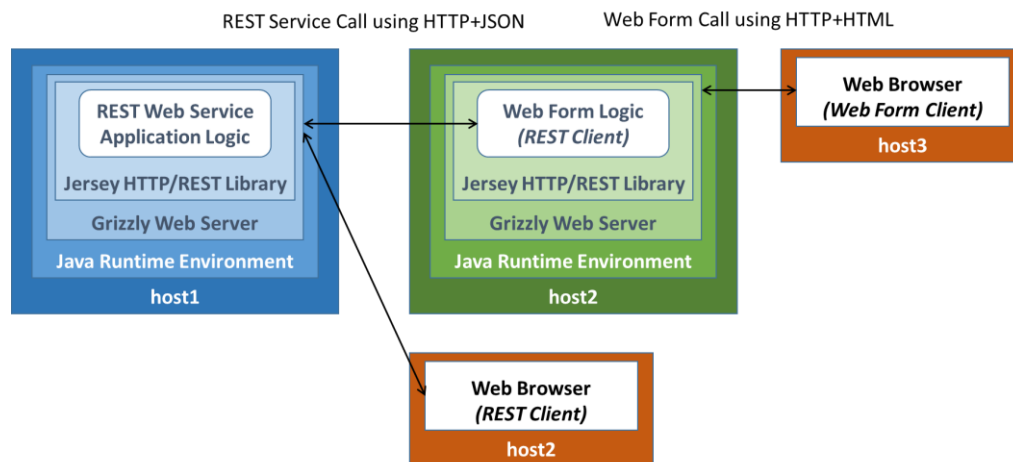 REST Service Call using HTTP+JSON
Web Form Call using HTTP+HTML
REST Web Service
Application Logic
Jersey HTTP/REST Library
Grizzly Web Server
Java Runtime Environment
host1
Web Form Logic
(REST Client)
Jersey HTTP/REST Library
Grizzly Web Server
Java Runtime Environment
host2
Web Browser
(Web Form Client)
host3
Web Browser
(REST Client)
host2